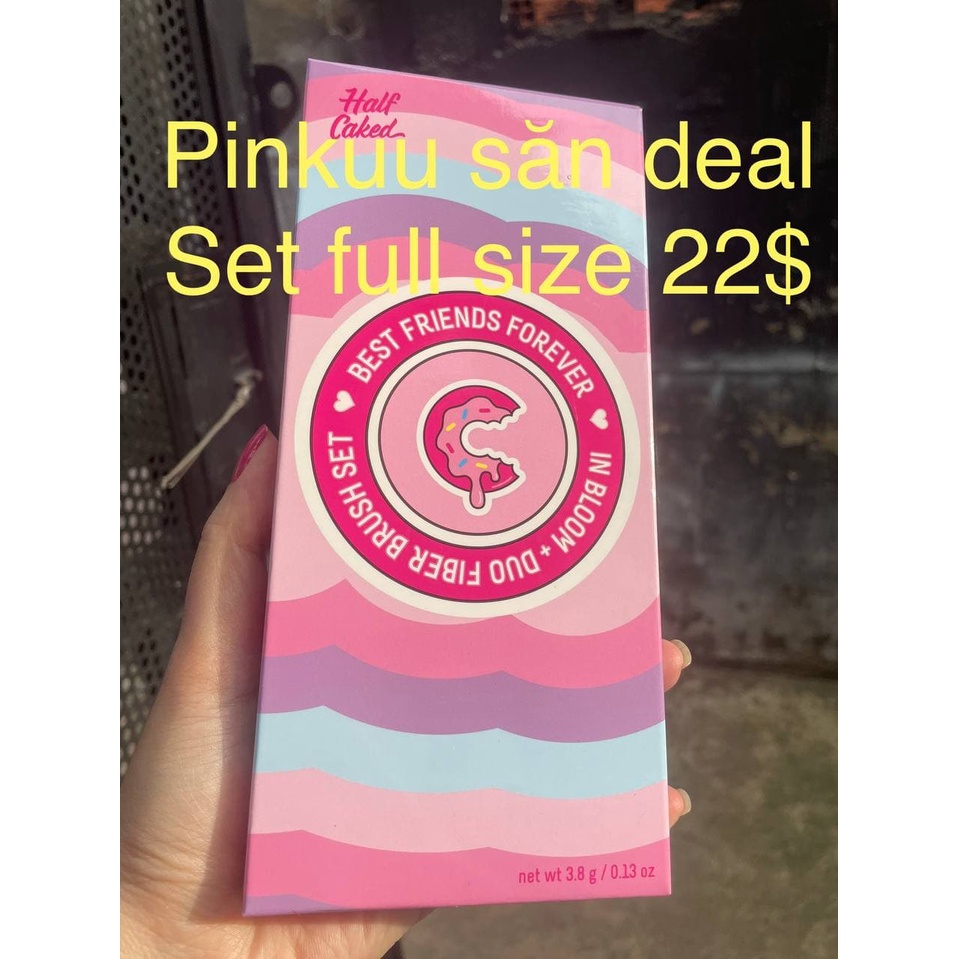 Half
Caked
Pinkuu săn deal
Set full size 22$
BEST FRIENDS FOREVER
IN BLOOM + DUO FIBER BRUSH SET
net wt 3.8 g / 0.13 oz